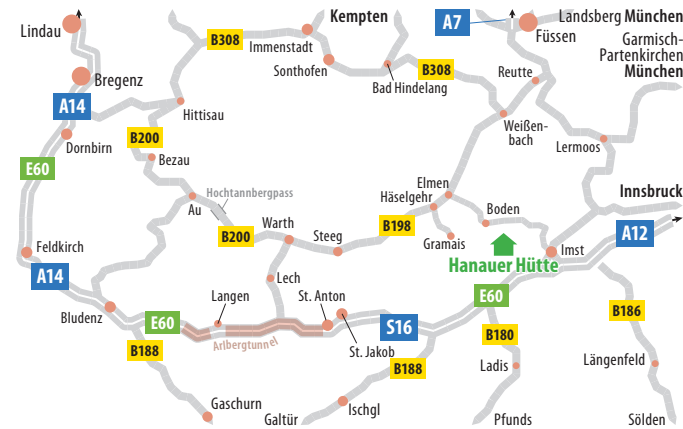 Lindau
Kempten
A7
Landsberg München
Füssen
B308
Immenstadt
Garmisch-
Partenkirchen
München
Sonthofen
B308
Reutte
Bregenz
Bad Hindelang
A14
Hittisau
Weißen-
bach
B200
Dornbirn
Lermoos
Bezau
E60
Elmen
Hochtannbergpass
Häselgehr
Innsbruck
Au
Boden
Warth
B198
A12
B200
Steeg
Gramais
Feldkirch
Imst
Hanauer Hütte
A14
Lech
Langen
St. Anton
E60
B186
Bludenz
E60
S16
B180
Arlbergtunnel
B188
St. Jakob
B188
Ladis
Längenfeld
Gaschurn
Ischgl
Galtür
Pfunds
Sölden